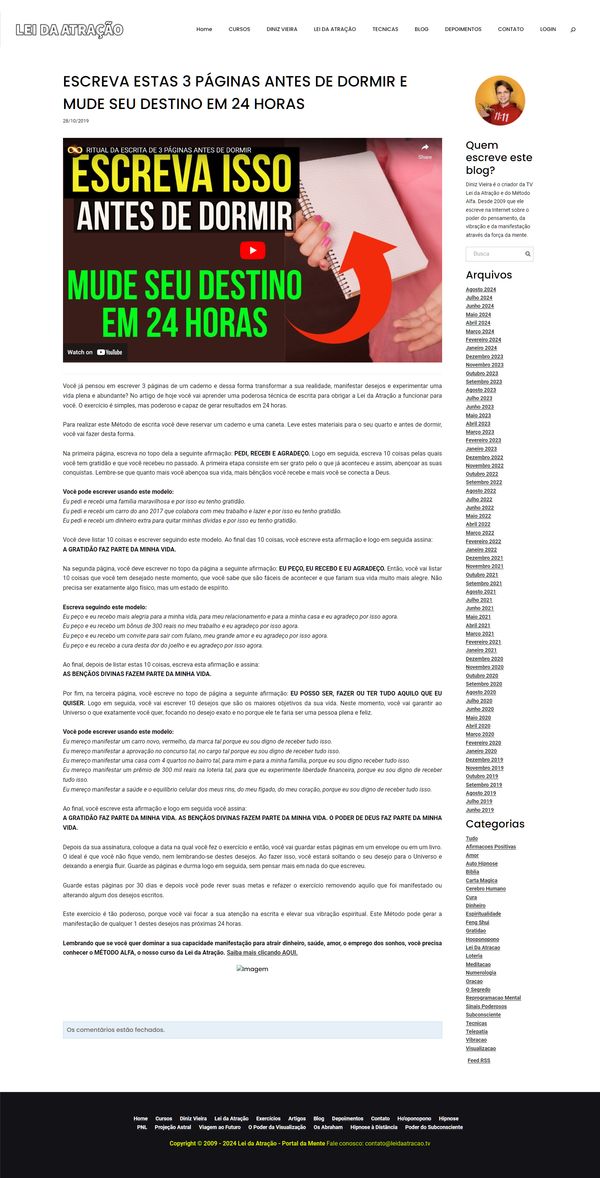 LEI DA ATRAÇÃO
Home CURSOS DINIZ VIEIRA LEI DA ATRAÇÃO TECNICAS BLOG DEPOIMENTOS CONTATO LOGIN
ESCREVA ESTAS 3 PÁGINAS ANTES DE DORMIR E
MUDE SEU DESTINO EM 24 HORAS
28/10/2019
RITUAL DA ESCRITA DE 3 PÁGINAS ANTES DE DORMIR
Share
ESCREVA ISSO
ANTES DE DORMIR
MUDE SEU DESTINO
EM 24 HORAS
Watch on YouTube
Você já pensou em escrever 3 páginas de um caderno e dessa forma transformar a sua realidade, manifestar desejos e experimentar uma
vida plena e abundante? No artigo de hoje você vai aprender uma poderosa técnica de escrita para obrigar a Lei da Atração a funcionar para
você. O exercício é simples, mas poderoso e capaz de gerar resultados em 24 horas.
Para realizar este Método de escrita você deve reservar um caderno e uma caneta. Leve estes materiais para o seu quarto e antes de dormir,
você vai fazer desta forma.
Na primeira página, escreva no topo dela a seguinte afirmação: PEDI, RECEBI E AGRADEÇO. Logo em seguida, escreva 10 coisas pelas quais
você tem gratidão e que você recebeu no passado. A primeira etapa consiste em ser grato pelo o que já aconteceu e assim, abençoar as suas
conquistas. Lembre-se que quanto mais você abençoa sua vida, mais bênçãos você recebe e mais você se conecta a Deus.
Você pode escrever usando este modelo:
Eu pedi e recebi uma família maravilhosa e por isso eu tenho gratidão.
Eu pedi e recebi um carro do ano 2017 que colabora com meu trabalho e lazer e por isso eu tenho gratidão.
Eu pedi e recebi um dinheiro extra para quitar minhas dívidas e por isso eu tenho gratidão.
Você deve listar 10 coisas e escrever seguindo este modelo. Ao final das 10 coisas, você escreve esta afirmação e logo em seguida assina:
A GRATIDÃO FAZ PARTE DA MINHA VIDA.
Na segunda página, você deve escrever no topo da página a seguinte afirmação: EU PEÇO, EU RECEBO E EU AGRADEÇO. Então, você vai listar
10 coisas que você tem desejado neste momento, que você sabe que são fáceis de acontecer e que fariam sua vida muito mais alegre. Não
precisa ser exatamente algo físico, mas um estado de espírito.
Escreva seguindo este modelo:
Eu peço e eu recebo mais alegria para a minha vida, para meu relacionamento e para a minha casa e eu agradeço por isso agora.
Eu peço e eu recebo um bônus de 300 reais no meu trabalho e eu agradeço por isso agora.
Eu peço e eu recebo um convite para sair com fulano, meu grande amor e eu agradeço por isso agora.
Eu peço e eu recebo a cura desta dor do joelho e eu agradeço por isso agora.
Ao final, depois de listar estas 10 coisas, escreva esta afirmação e assina:
AS BENÇÃOS DIVINAS FAZEM PARTE DA MINHA VIDA.
Por fim, na terceira página, você escreve no topo de página a seguinte afirmação: EU POSSO SER, FAZER OU TER TUDO AQUILO QUE EU
QUISER. Logo em seguida, você vai escrever 10 desejos que são os maiores objetivos da sua vida. Neste momento, você vai garantir ao
Universo o que exatamente você quer, focando no desejo exato e no porque ele te faria ser uma pessoa plena e feliz.
Você pode escrever usando este modelo:
Eu mereço manifestar um carro novo, vermelho, da marca tal porque eu sou digno de receber tudo isso.
Eu mereço manifestar a aprovação no concurso tal, no cargo tal porque eu sou digno de receber tudo isso.
Eu mereço manifestar uma casa com 4 quartos no bairro tal, para mim e para a minha família, porque eu sou digno receber tudo isso.
Eu mereço manifestar um prêmio de 300 mil reais na loteria tal, para que eu experimente liberdade financeira, porque eu sou digno de receber
tudo isso.
Eu mereço manifestar a saúde e o equilíbrio celular dos meus rins, do meu fígado, do meu coração, porque eu sou digno de receber tudo isso.
Ao final, você escreve esta afirmação e logo em seguida você assina:
A GRATIDÃO FAZ PARTE DA MINHA VIDA. AS BENÇÃOS DIVINAS FAZEM PARTE DA MINHA VIDA. O PODER DE DEUS FAZ PARTE DA MINHA
VIDA.
Depois da sua assinatura, coloque a data na qual você fez o exercício e então, você vai guardar estas páginas em um envelope ou em um livro.
O ideal é que você não fique vendo, nem lembrando-se destes desejos. Ao fazer isso, você estará soltando o seu desejo para o Universo e
deixando a energia fluir. Guarde as páginas e durma logo em seguida, sem pensar mais em nada do que escreveu.
Guarde estas páginas por 30 dias e depois você pode rever suas metas e refazer o exercício removendo aquilo que foi manifestado ou
alterando algum dos desejos escritos.
Este exercício é tão poderoso, porque você vai focar a sua atenção na escrita e elevar sua vibração espiritual. Este Método pode gerar a
manifestação de qualquer 1 destes desejos nas próximas 24 horas.
Lembrando que se você quer dominar a sua capacidade manifestação para atrair dinheiro, saúde, amor, o emprego dos sonhos, você precisa
conhecer o MÉTODO ALFA, o nosso curso da Lei da Atração. Saiba mais clicando AQUI.
Imagem
Os comentários estão fechados.
11:11
Quem
escreve este
blog?
Diniz Vieira é o criador da TV
Lei da Atração e do Método
Alfa. Desde 2009 que ele
escreve na Internet sobre o
poder do pensamento, da
vibração e da manifestação
através da força da mente.
Busca
Arquivos
Agosto 2024
Julho 2024
Junho 2024
Maio 2024
Abril 2024
Março 2024
Fevereiro 2024
Janeiro 2024
Dezembro 2023
Novembro 2023
Outubro 2023
Setembro 2023
Agosto 2023
Julho 2023
Junho 2023
Maio 2023
Abril 2023
Março 2023
Fevereiro 2023
Janeiro 2023
Dezembro 2022
Novembro 2022
Outubro 2022
Setembro 2022
Agosto 2022
Julho 2022
Junho 2022
Maio 2022
Abril 2022
Março 2022
Fevereiro 2022
Janeiro 2022
Dezembro 2021
Novembro 2021
Outubro 2021
Setembro 2021
Agosto 2021
Julho 2021
Junho 2021
Maio 2021
Abril 2021
Março 2021
Fevereiro 2021
Janeiro 2021
Dezembro 2020
Novembro 2020
Outubro 2020
Setembro 2020
Agosto 2020
Julho 2020
Junho 2020
Maio 2020
Abril 2020
Março 2020
Fevereiro 2020
Janeiro 2020
Dezembro 2019
Novembro 2019
Outubro 2019
Setembro 2019
Agosto 2019
Julho 2019
Junho 2019
Categorias
Tudo
Afirmacoes Positivas
Amor
Auto Hipnose
Biblia
Carta Magica
Cerebro Humano
Cura
Dinheiro
Espiritualidade
Feng Shui
Gratidao
Hooponopono
Lei Da Atracao
Loteria
Meditacao
Numerologia
Oracao
O Segredo
Reprogramacao Mental
Sinais Poderosos
Subconsciente
Tecnicas
Telepatia
Vibracao
Visualizacao
Feed RSS
Home Cursos Diniz Vieira Lei da Atração Exercícios Artigos Blog Depoimentos Contato Ho'oponopono Hipnose
PNL Projeção Astral Viagem ao Futuro O Poder da Visualização Os Abraham Hipnose à Distância Poder do Subconsciente
Copyright © 2009 - 2024 Lei da Atração - Portal da Mente Fale conosco: contato@leidaatracao.tv